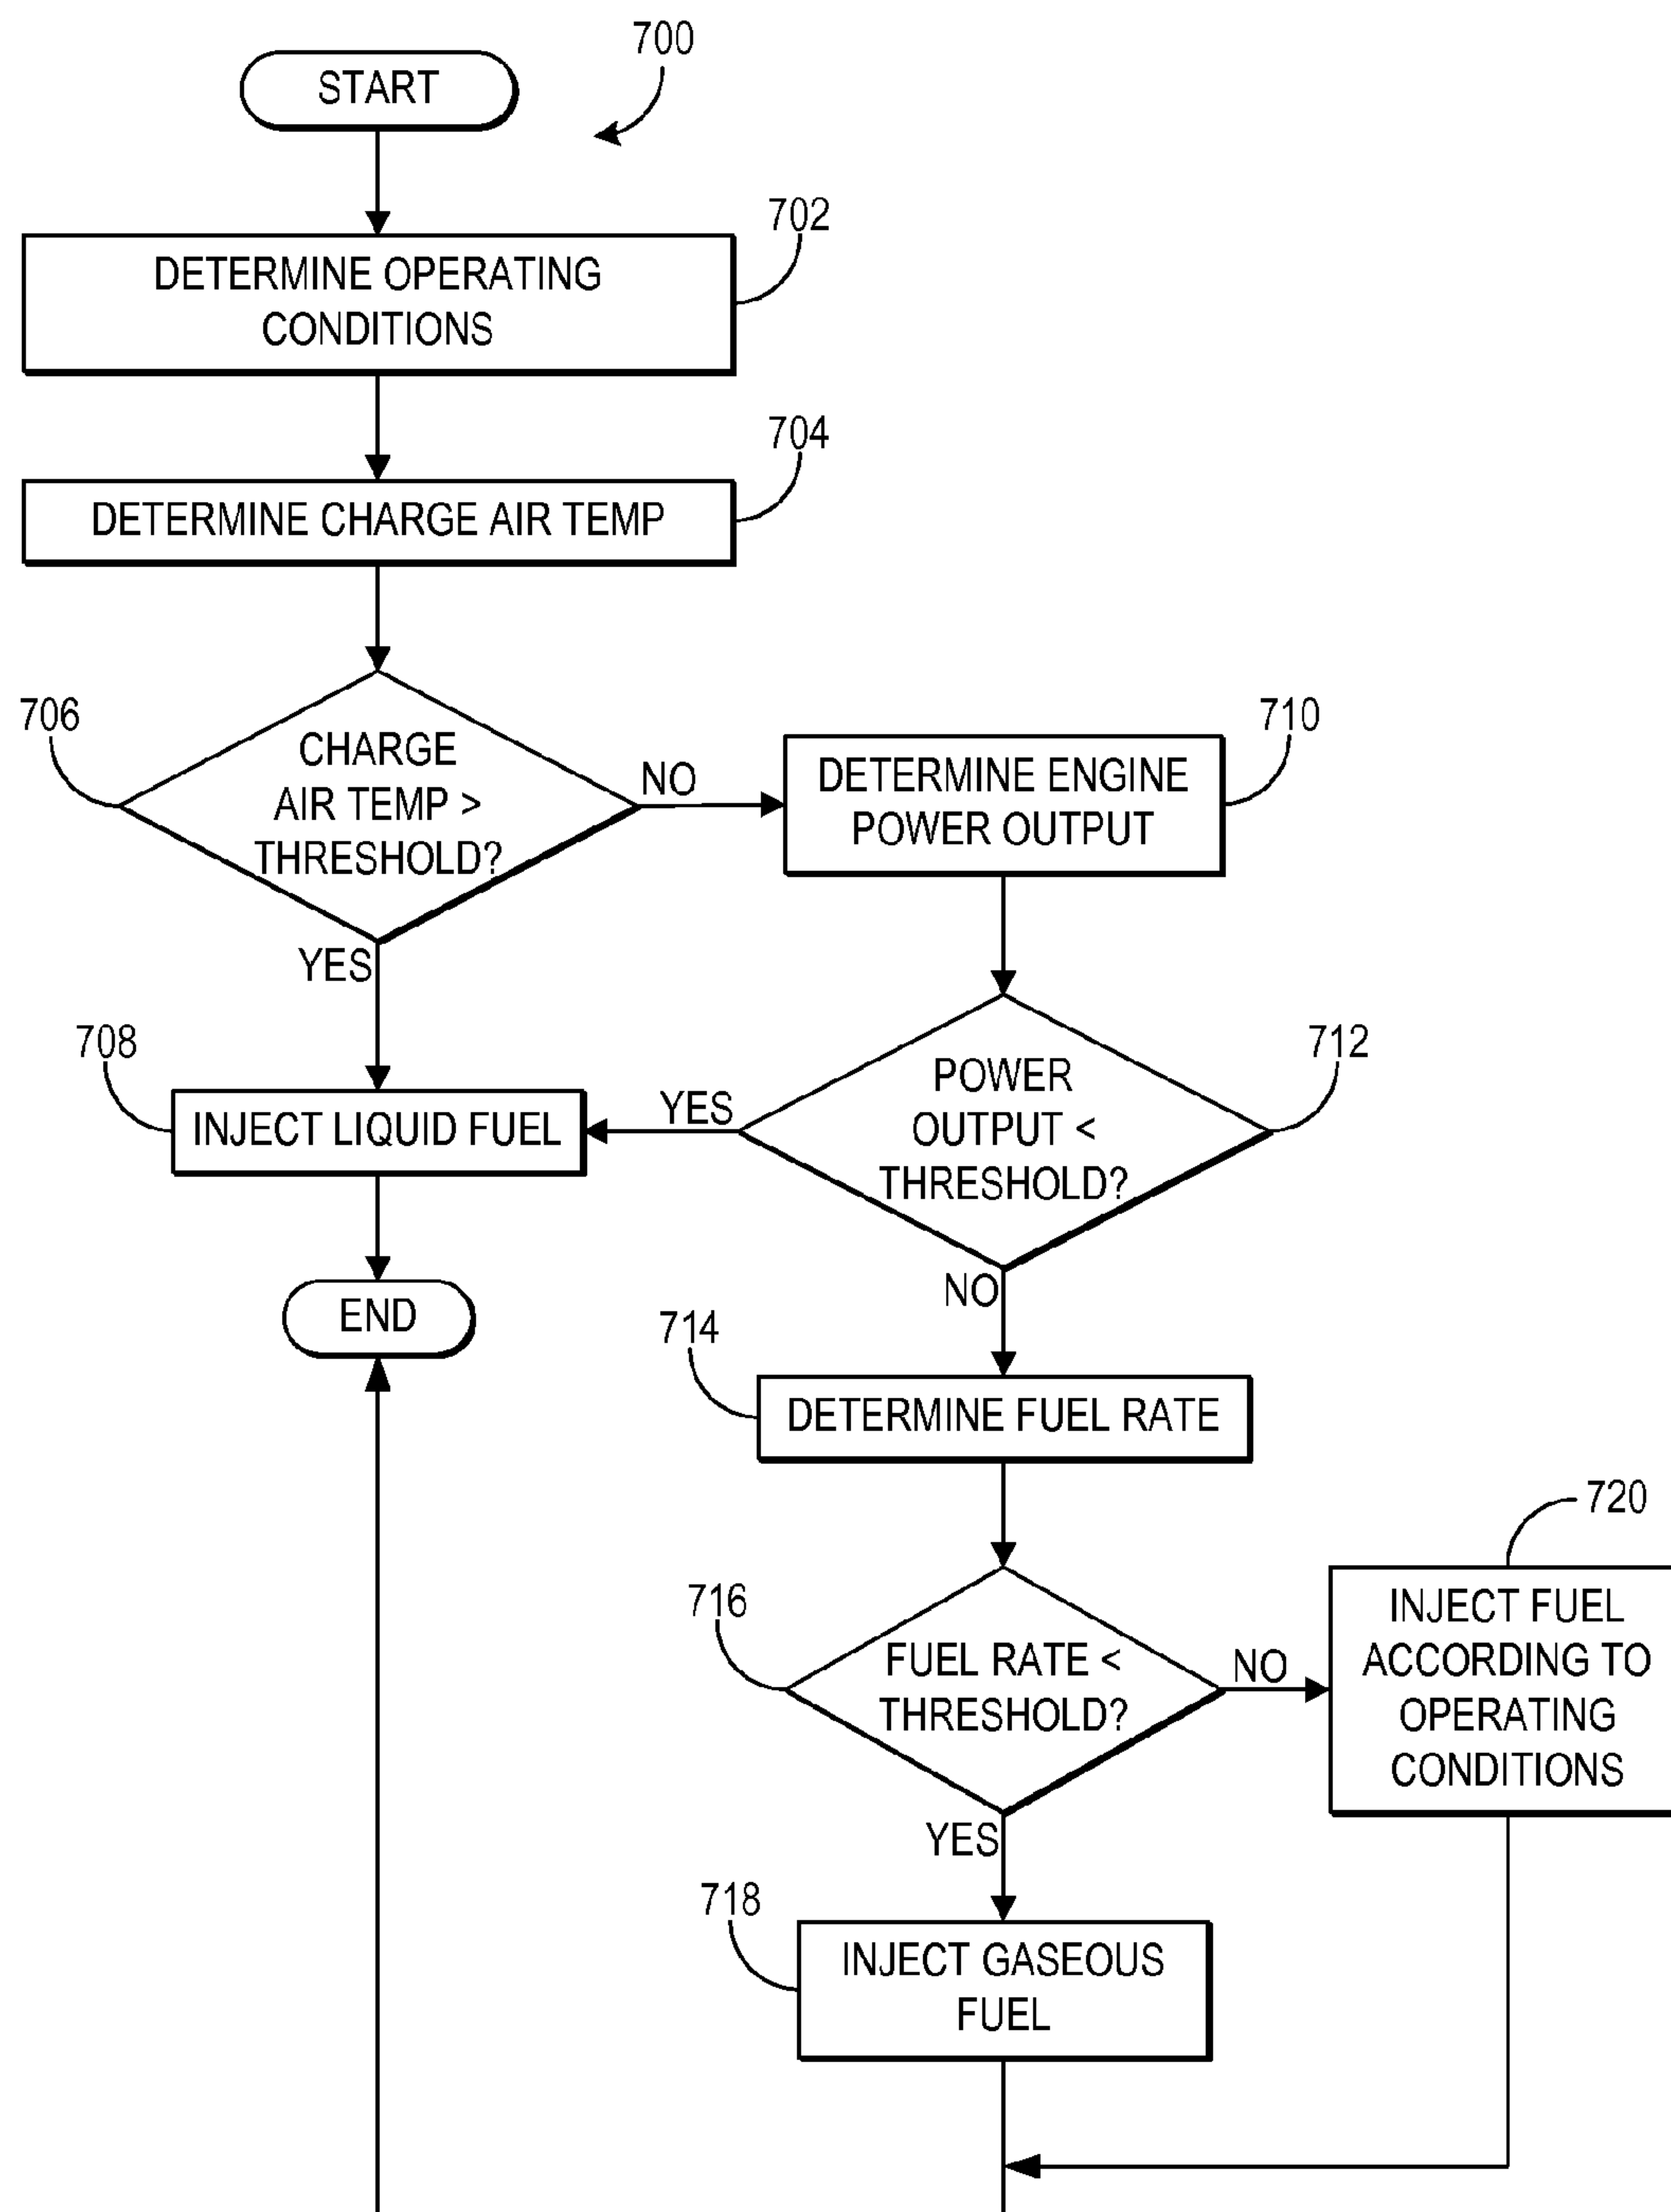 700
START
702
DETERMINE OPERATING
CONDITIONS
704
DETERMINE CHARGE AIR TEMP
706
CHARGE
AIR TEMP >
THRESHOLD?
NO
YES
710
DETERMINE ENGINE
POWER OUTPUT
708
INJECT LIQUID FUEL
YES
712
POWER
OUTPUT <
THRESHOLD?
NO
END
714
DETERMINE FUEL RATE
716
FUEL RATE <
THRESHOLD?
NO
YES
720
INJECT FUEL
ACCORDING TO
OPERATING
CONDITIONS
718
INJECT GASEOUS
FUEL